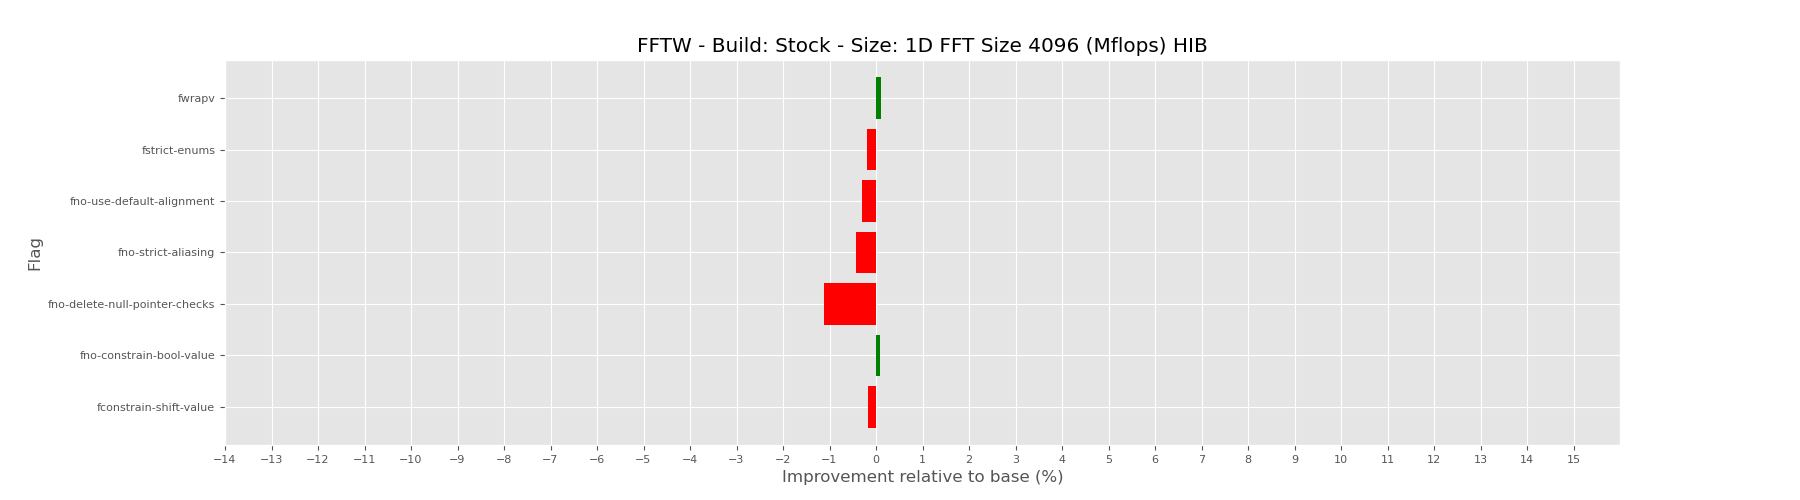 FFTW - Build: Stock - Size: 1D FFT Size 4096 (Mflops) HIB
Flag
fwrapv
fstrict-enums
fno-use-default-alignment
fno-strict-aliasing
fno-delete-null-pointer-checks
fno-constrain-bool-value
fconstrain-shift-value
−14 −13 −12 −11 −10 −9 −8 −7 −6 −5 −4 −3 −2 −1 0 1 2 3 4 5 6 7 8 9 10 11 12 13 14 15
Improvement relative to base (%)